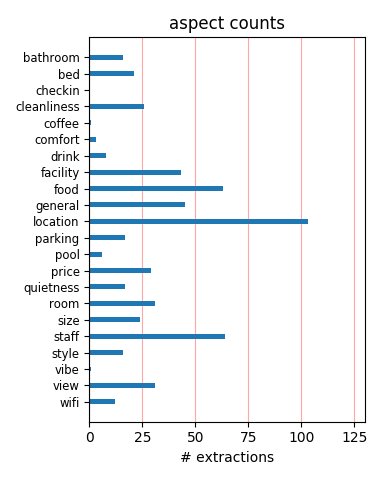 aspect counts
bathroom
bed
checkin
cleanliness
coffee
comfort
drink
facility
food
general
location
parking
pool
price
quietness
room
size
staff
style
vibe
view
wifi
0 25 50 75 100 125
# extractions